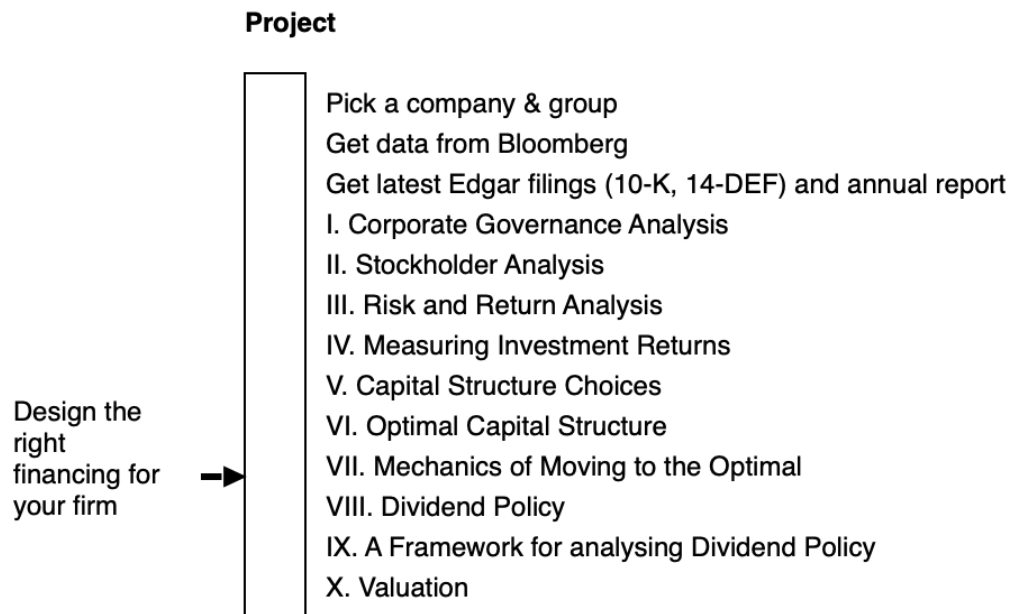 Project
Pick a company & group
Get data from Bloomberg
Get latest Edgar filings (10-K, 14-DEF) and annual report
I. Corporate Governance Analysis
II. Stockholder Analysis
III. Risk and Return Analysis
IV. Measuring Investment Returns
V. Capital Structure Choices
VI. Optimal Capital Structure
VII. Mechanics of Moving to the Optimal
VIII. Dividend Policy
IX. A Framework for analysing Dividend Policy
X. Valuation
Design the
right
financing for
your firm